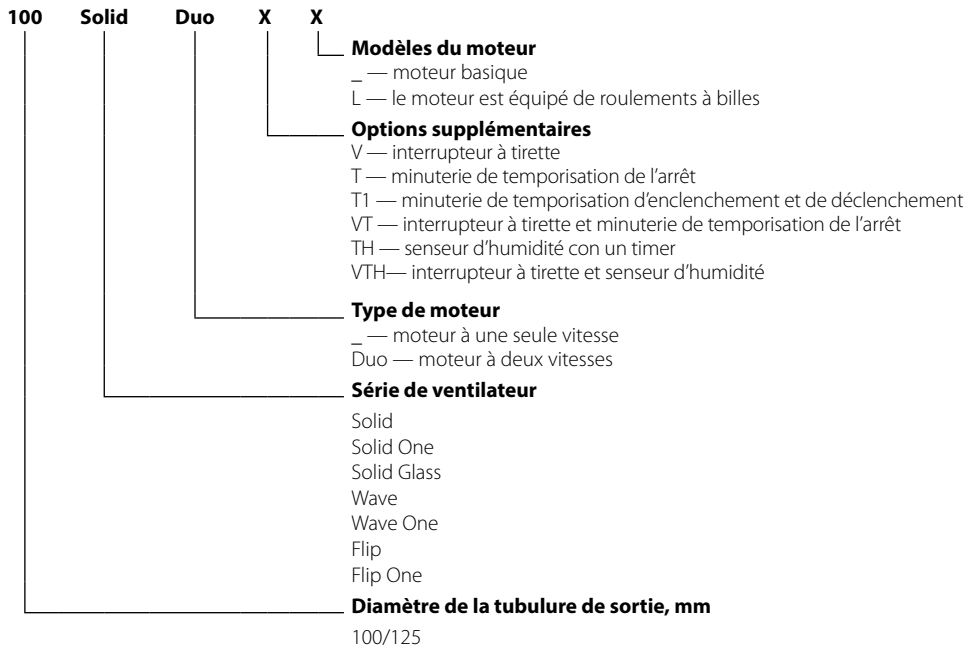 100 Solid Duo X X
Modèles du moteur
_ — moteur basique
L — le moteur est équipé de roulements à billes
Options supplémentaires
V — interrupteur à tirette
T — minuterie de temporisation de l’arrêt
T1 — minuterie de temporisation d’enclenchement et de déclenchement
VT — interrupteur à tirette et minuterie de temporisation de l’arrêt
TH — senseur d’humidité con un timer
VTH— interrupteur à tirette et senseur d’humidité
Type de moteur
_ — moteur à une seule vitesse
Duo — moteur à deux vitesses
Série de ventilateur
Solid
Solid One
Solid Glass
Wave
Wave One
Flip
Flip One
Diamètre de la tubulure de sortie, mm
100/125